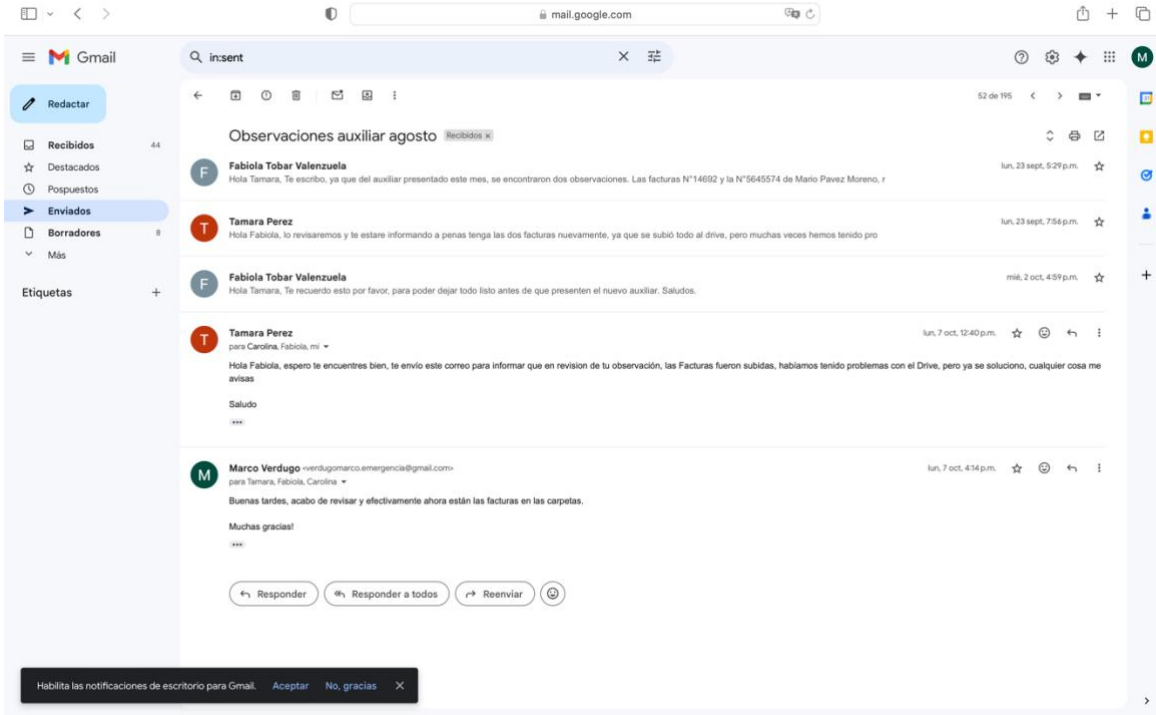 mail.google.com
Gmail
in:sent
M
Redactar
52 de 195
Recibidos 44
Destacados
Pospuestos
Enviados
Borradores 8
Más
Etiquetas
Observaciones auxiliar agosto Recibidos x
F
Fabiola Tobar Valenzuela lun, 23 sept, 5:29 p.m.
Hola Tamara, Te escribo, ya que del auxiliar presentado este mes, se encontraron dos observaciones. Las facturas N°14692 y la N°5645574 de Mario Pavez Moreno, r
T
Tamara Perez lun, 23 sept, 7:56 p.m.
Hola Fabiola, lo revisaremos y te estare informando a penas tenga las dos facturas nuevamente, ya que se subió todo al drive, pero muchas veces hemos tenido pro
F
Fabiola Tobar Valenzuela mié, 2 oct, 4:59 p.m.
Hola Tamara, Te recuerdo esto por favor, para poder dejar todo listo antes de que presenten el nuevo auxiliar. Saludos.
T
Tamara Perez lun, 7 oct, 12:40 p.m.
para Carolina, Fabiola, mí
Hola Fabiola, espero te encuentres bien, te envío este correo para informar que en revision de tu observación, las Facturas fueron subidas, habíamos tenido problemas con el Drive, pero ya se soluciono, cualquier cosa me
avisas
Saludo
M
Marco Verdugo <verdugomarco.emergencia@gmail.com> lun, 7 oct, 4:14 p.m.
para Tamara, Fabiola, Carolina
Buenas tardes, acabo de revisar y efectivamente ahora están las facturas en las carpetas.
Muchas gracias!
Responder Responder a todos Reenviar
Habilita las notificaciones de escritorio para Gmail. Aceptar No, gracias